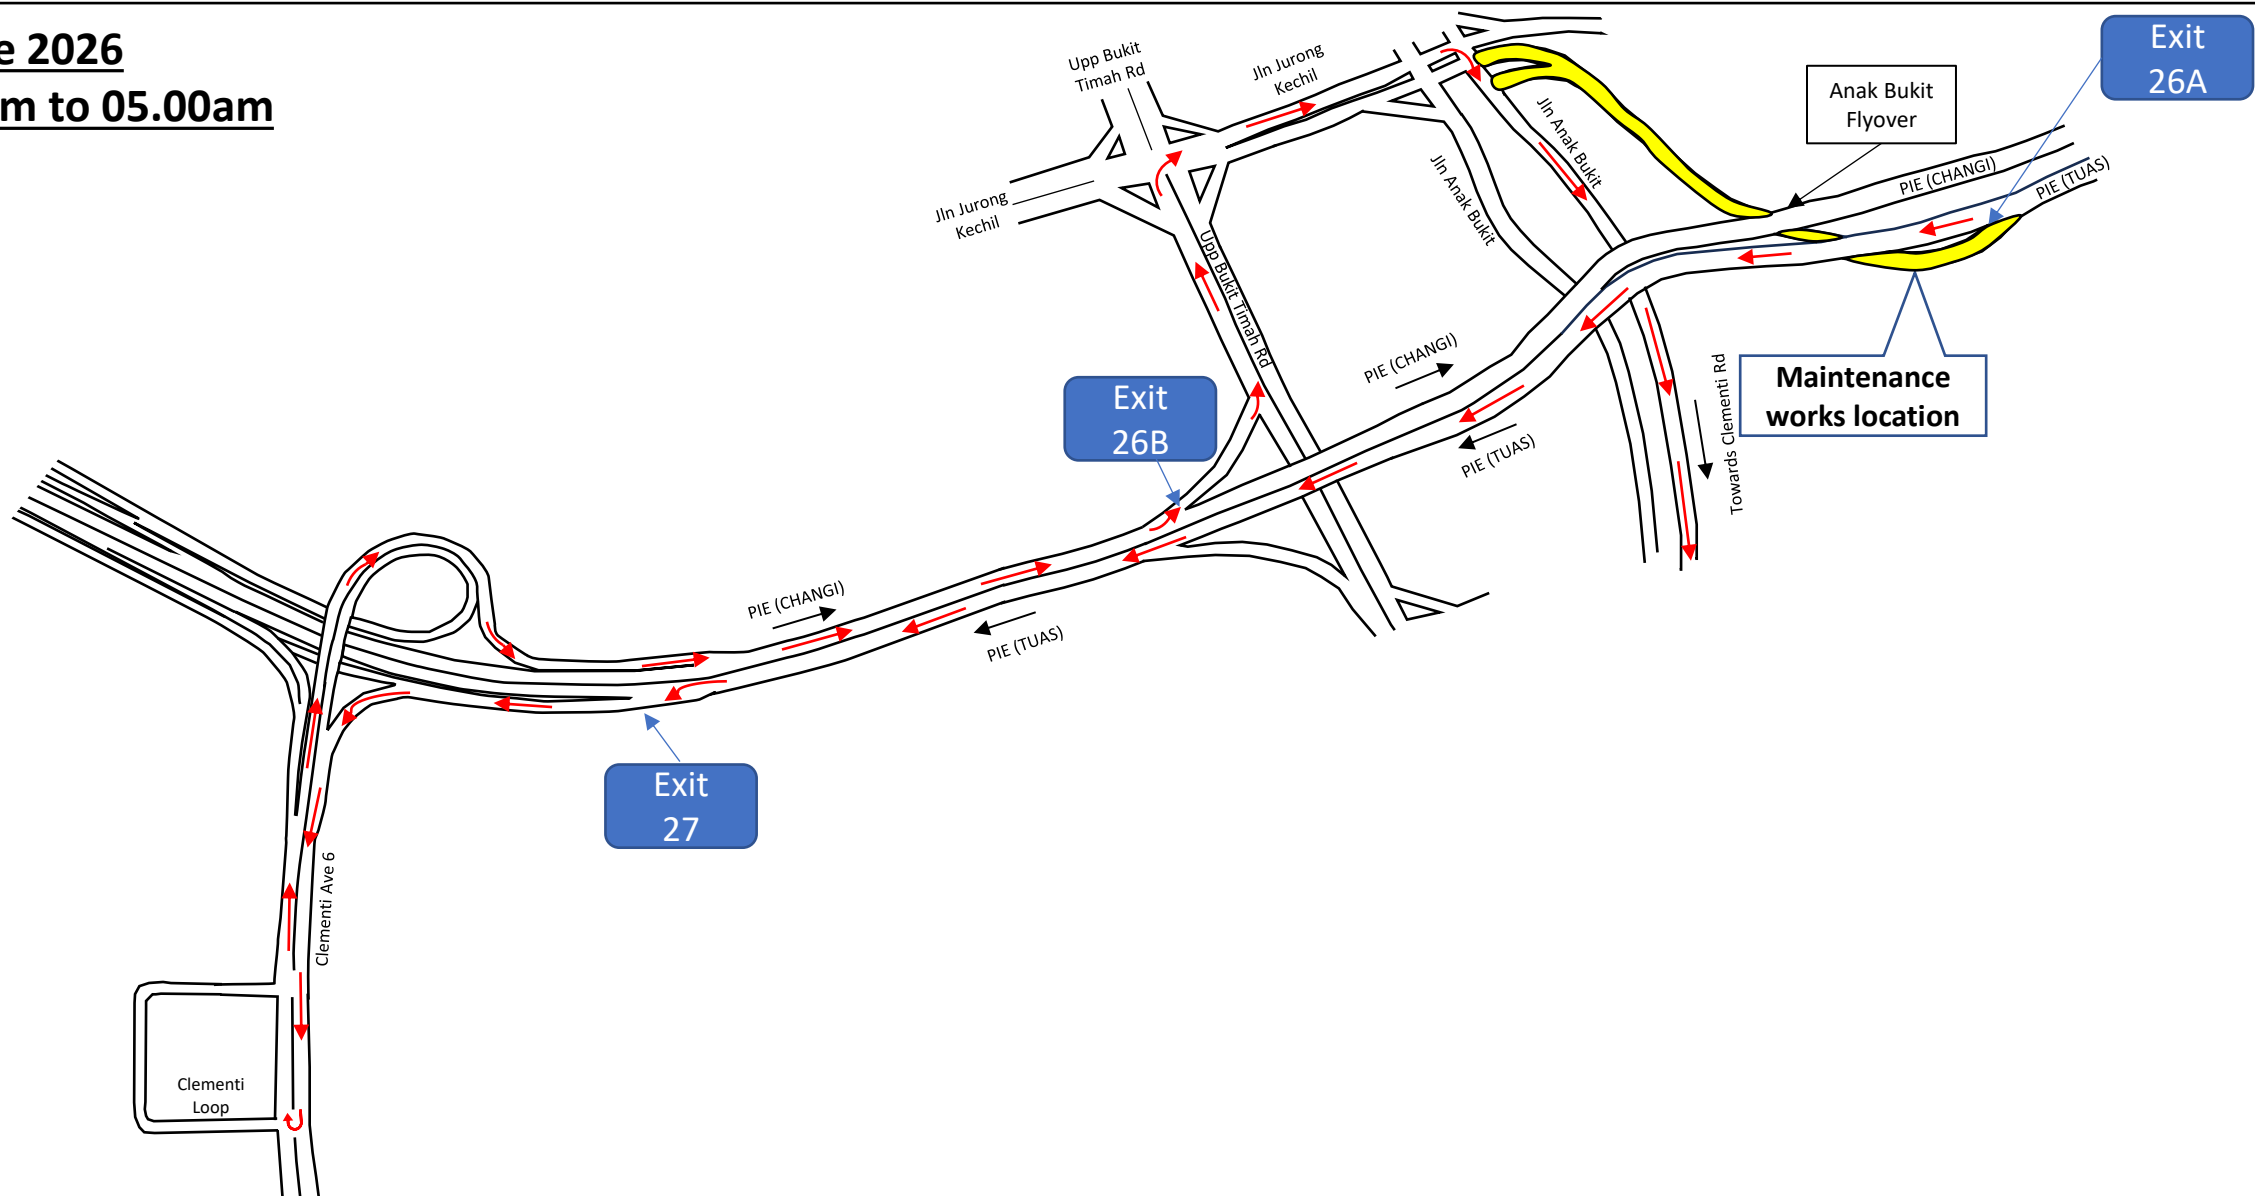 2026
to 05.00am
Upp Bukit
Timah Rd
Jln Jurong
Kechil
Exit
26A
Anak Bukit
Flyover
Jln Anak Bukit
Jln Anak Bukit
PIE (CHANGI)
PIE (TUAS)
Jln Jurong
Kechil
Upp Bukit Timah Rd
PIE (CHANGI)
Exit
26B
Maintenance
works location
Towards Clementi Rd
PIE (TUAS)
PIE (CHANGI)
PIE (TUAS)
Exit
27
Clementi Ave 6
Clementi
Loop